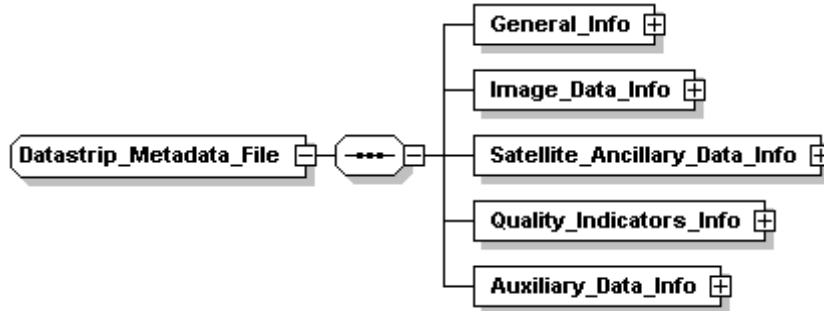 General_Info
Image_Data_Info
Datastrip_Metadata_File
Satellite_Ancillary_Data_Info
Quality_Indicators_Info
Auxiliary_Data_Info